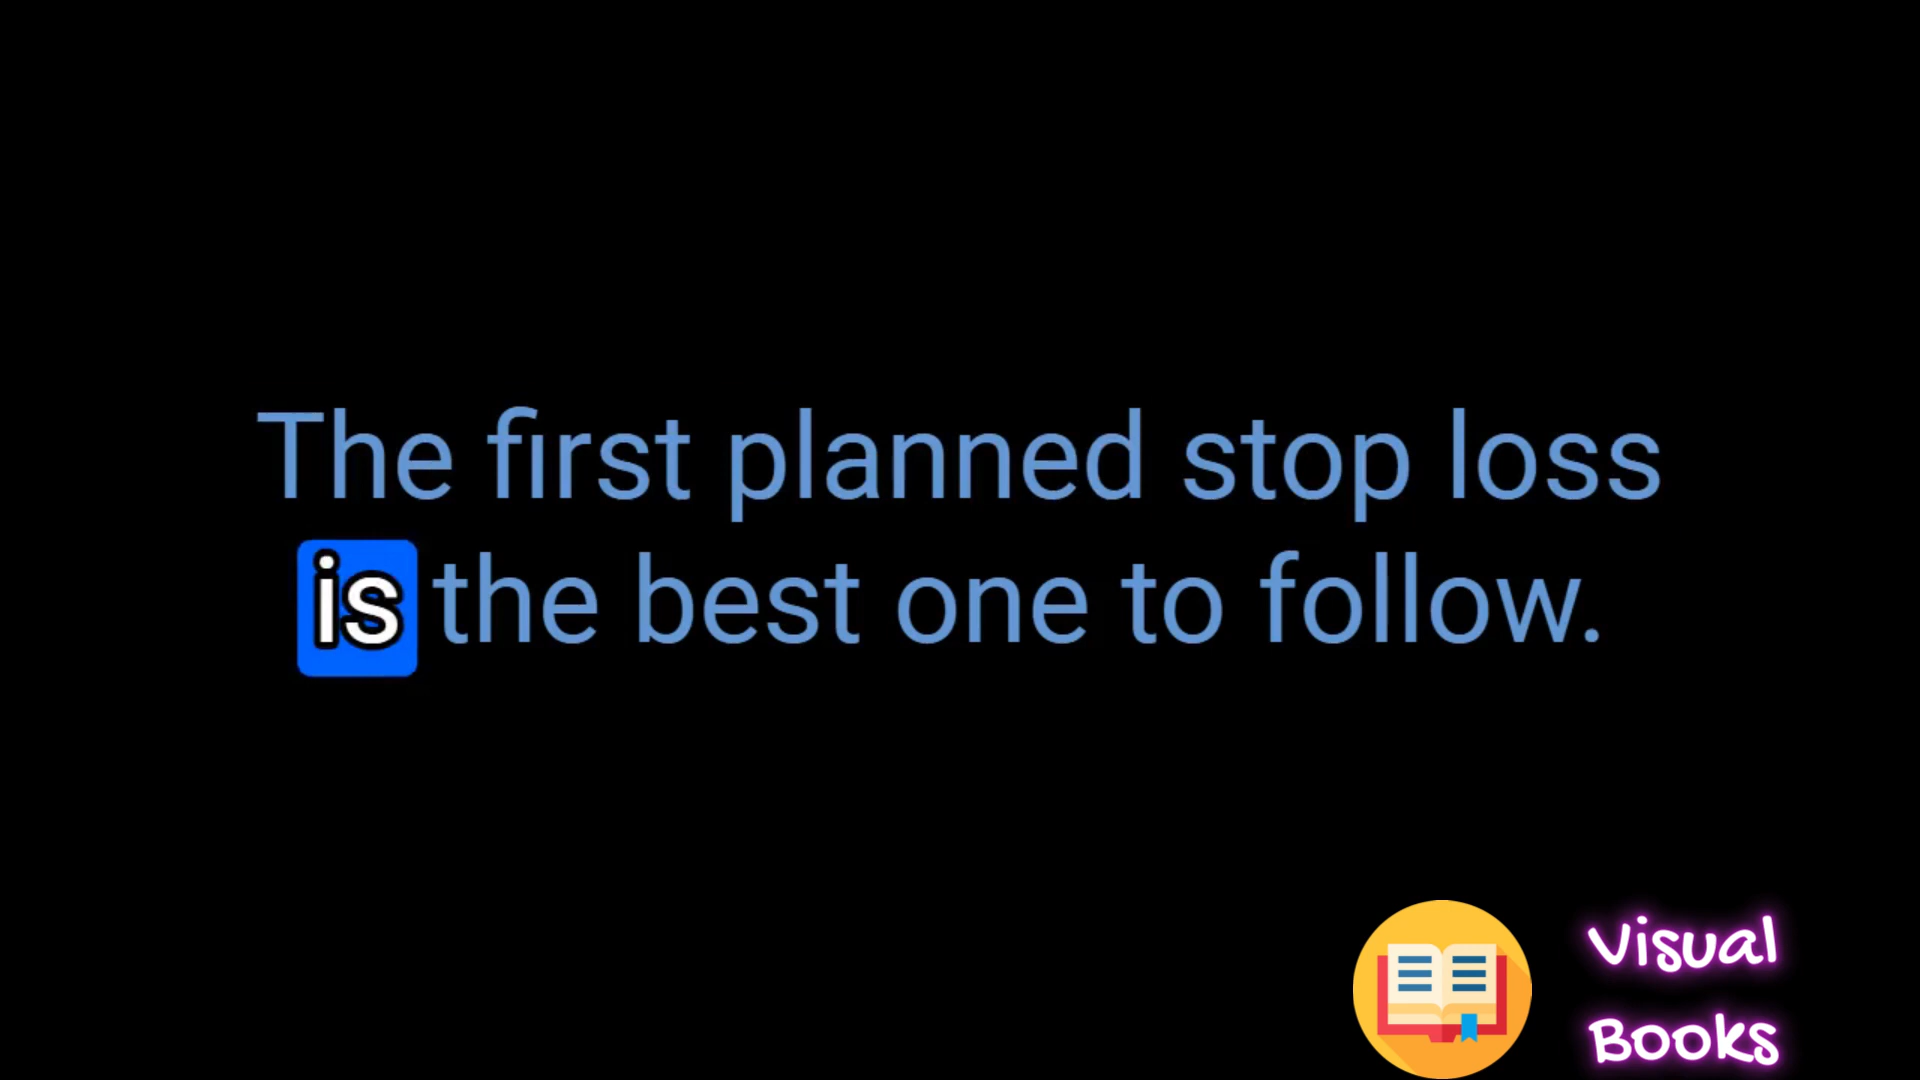 The first planned stop loss
is the best one to follow.
Visual
Books